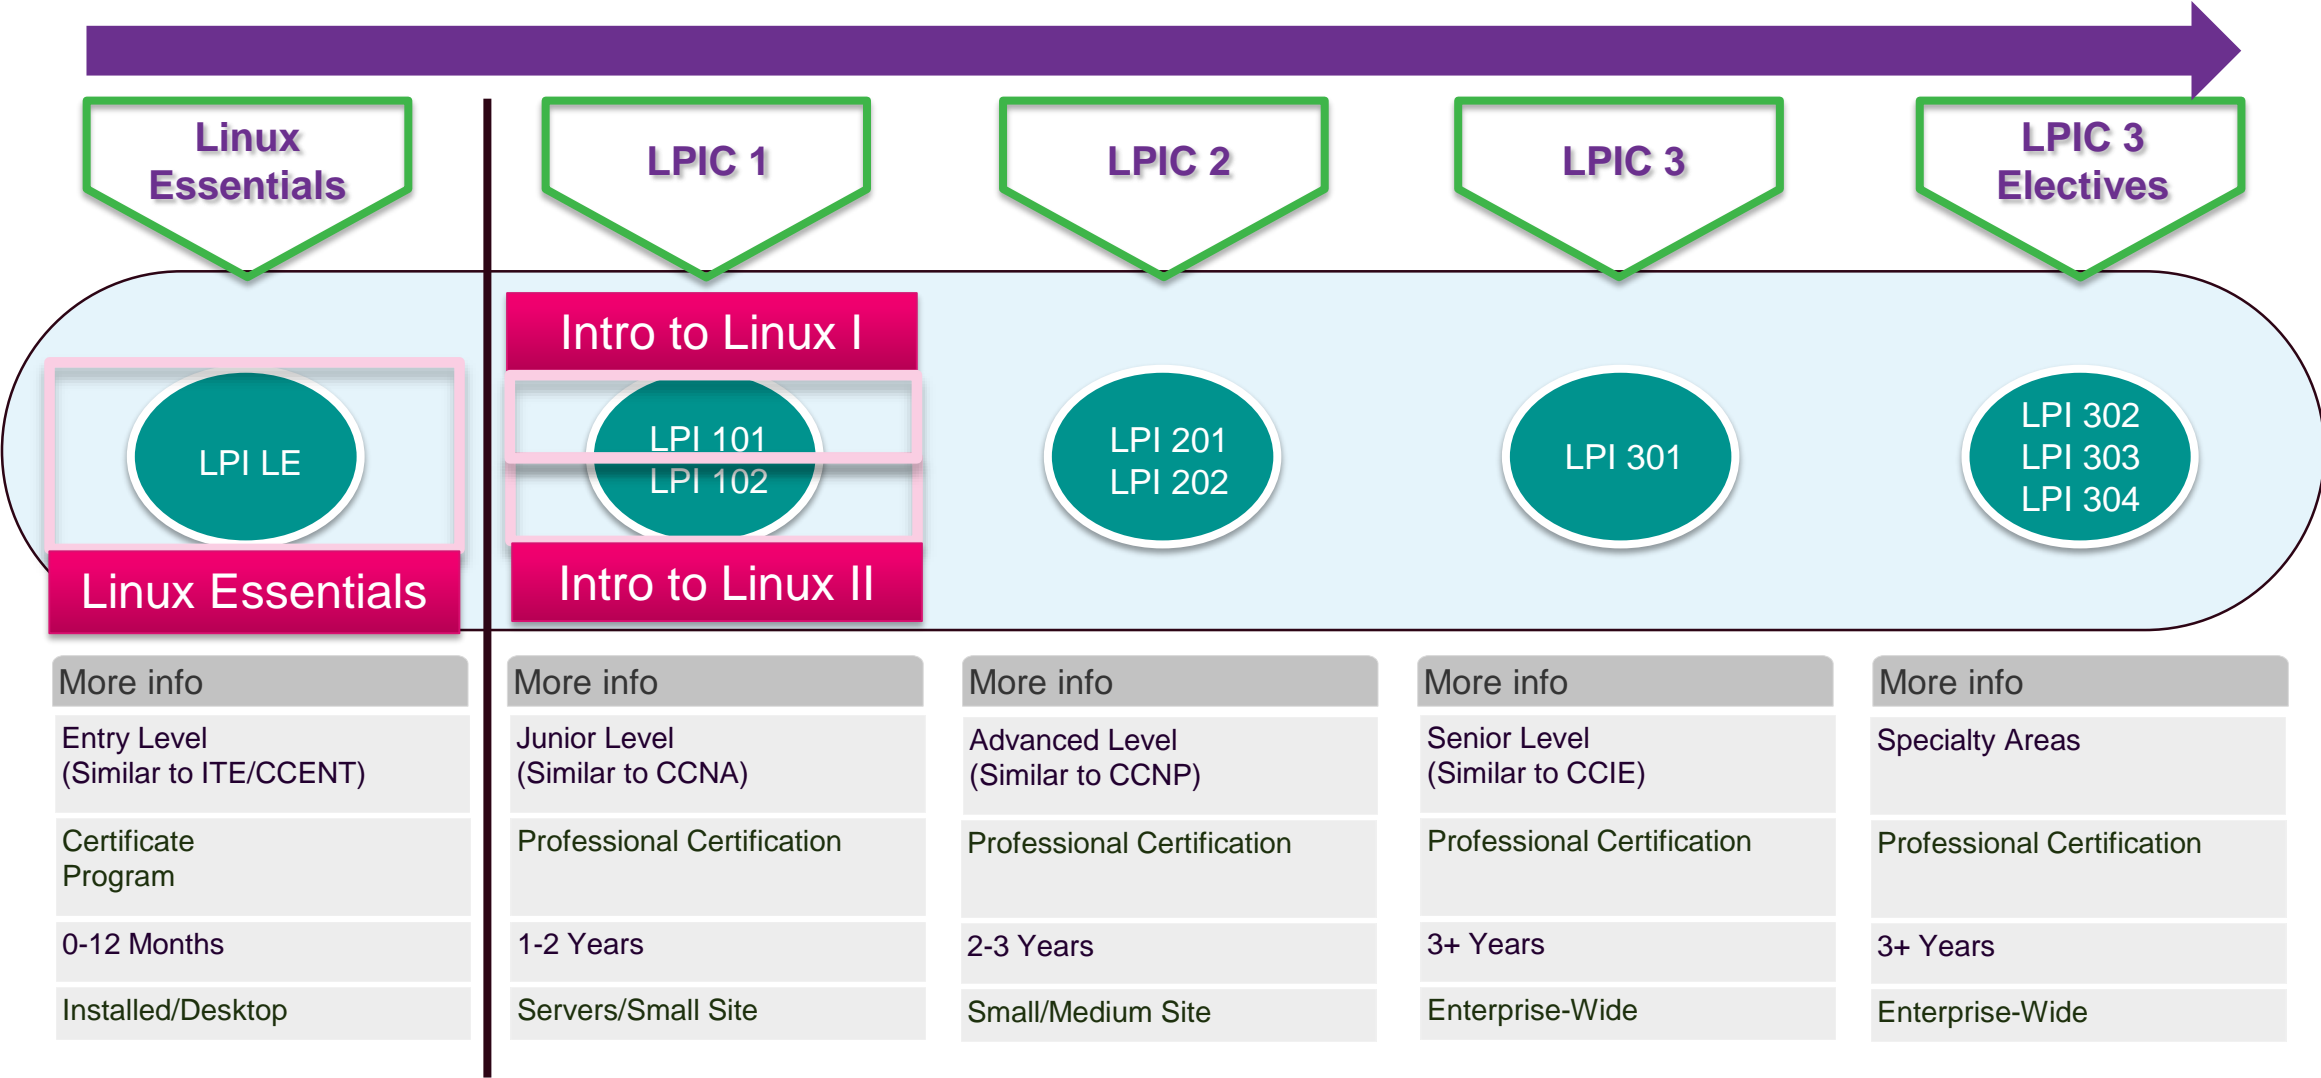 Linux
Essentials
LPIC 1
LPIC 2
LPIC 3
LPIC 3
Electives
Intro to Linux I
LPI LE
LPI 101
LPI 102
LPI 201
LPI 202
LPI 301
LPI 302
LPI 303
LPI 304
Linux Essentials
Intro to Linux II
More info
Entry Level
(Similar to ITE/CCENT)
Certificate
Program
0-12 Months
Installed/Desktop
More info
Junior Level
(Similar to CCNA)
Professional Certification
1-2 Years
Servers/Small Site
More info
Advanced Level
(Similar to CCNP)
Professional Certification
2-3 Years
Small/Medium Site
More info
Senior Level
(Similar to CCIE)
Professional Certification
3+ Years
Enterprise-Wide
More info
Specialty Areas
Professional Certification
3+ Years
Enterprise-Wide